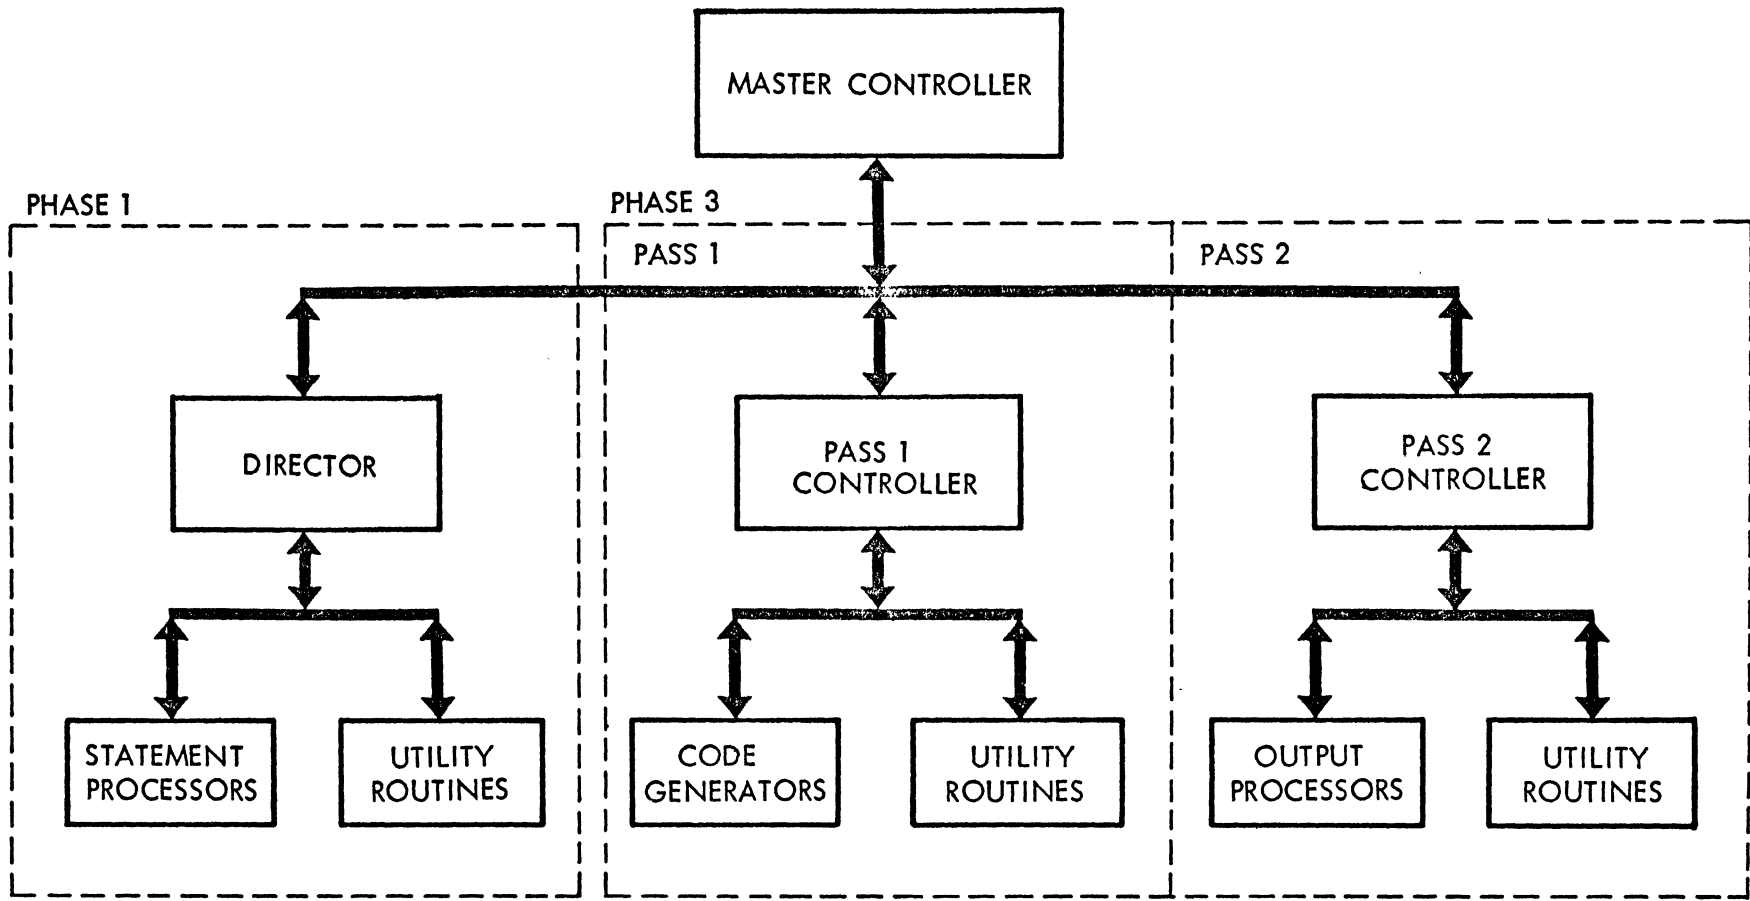 MASTER CONTROLLER
PHASE 1
PHASE 3
PASS 1
PASS 2
DIRECTOR
PASS 1
CONTROLLER
PASS 2
CONTROLLER
STATEMENT
PROCESSORS
UTILITY
ROUTINES
CODE
GENERATORS
UTILITY
ROUTINES
OUTPUT
PROCESSORS
UTILITY
ROUTINES